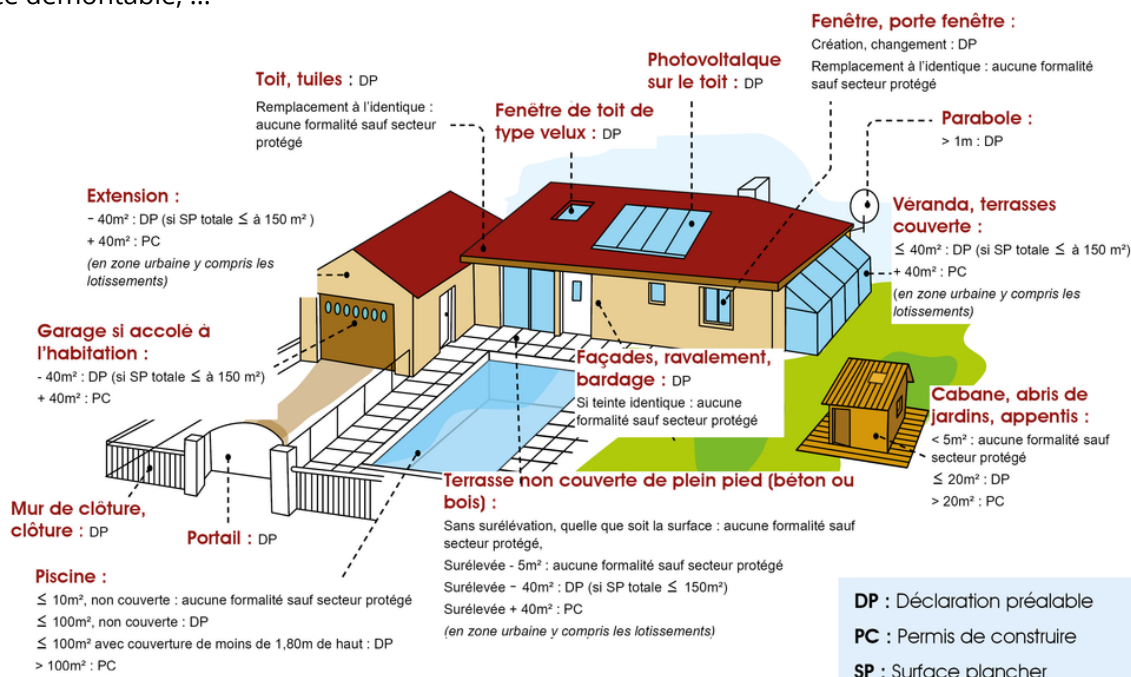 démontable, ...
Fenêtre, porte fenêtre :
Création, changement : DP
Remplacement à l'identique : aucune formalité
sauf secteur protégé
Photovoltaïque
sur le toit : DP
Toit, tuiles : DP
Remplacement à l'identique :
aucune formalité sauf secteur
protégé
Fenêtre de toit de
type velux : DP
Parabole :
> 1m : DP
Extension :
- 40m² : DP (si SP totale ≤ à 150 m² )
+ 40m² : PC
(en zone urbaine y compris les
lotissements)
Véranda, terrasses
couverte :
≤ 40m² : DP (si SP totale ≤ à 150 m²)
+ 40m² : PC
(en zone urbaine y compris les
lotissements)
Garage si accolé à
l'habitation :
- 40m² : DP (si SP totale ≤ à 150 m²)
+ 40m² : PC
Façades, ravalement,
bardage : DP
Si teinte identique : aucune
formalité sauf secteur protégé
Cabane, abris de
jardins, appentis :
< 5m² : aucune formalité sauf
secteur protégé
≤ 20m² : DP
> 20m² : PC
Mur de clôture,
clôture : DP
Portail : DP
Terrasse non couverte de plein pied (béton ou
bois) :
Sans surélévation, quelle que soit la surface : aucune formalité sauf
secteur protégé,
Surélevée - 5m² : aucune formalité sauf secteur protégé
Surélevée - 40m² : DP (si SP totale ≤ 150m²)
Surélevée + 40m² : PC
(en zone urbaine y compris les lotissements)
Piscine :
≤ 10m², non couverte : aucune formalité sauf secteur protégé
≤ 100m², non couverte : DP
≤ 100m² avec couverture de moins de 1,80m de haut : DP
> 100m² : PC
DP : Déclaration préalable
PC : Permis de construire
SP : Surface plancher